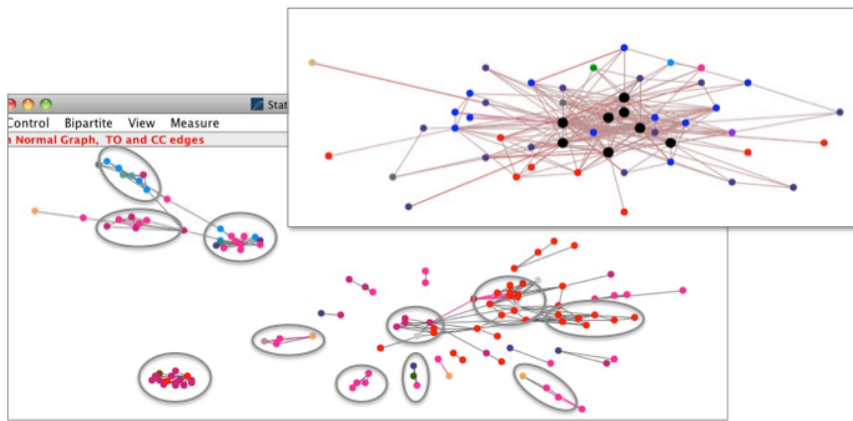 Stat
Control Bipartite View Measure
n Normal Graph, TO and CC edges